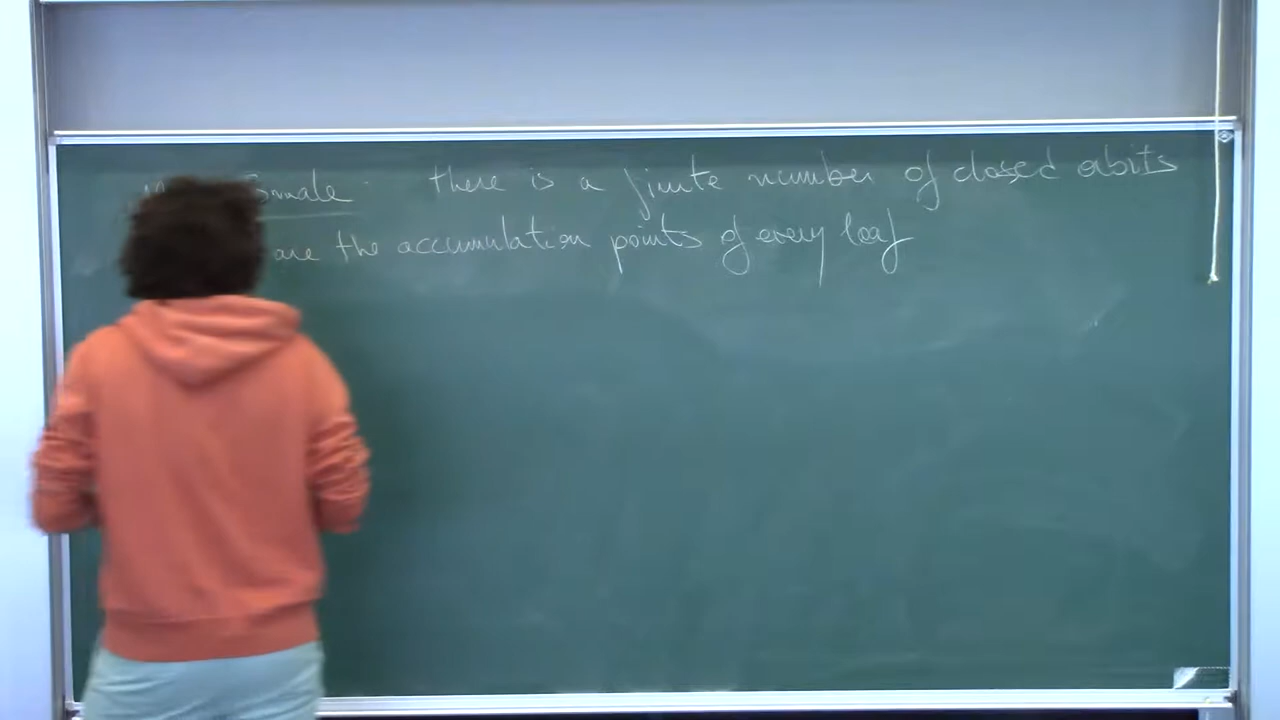 Smale : there is a finite number of closed orbits
are the accumulation points of every leaf